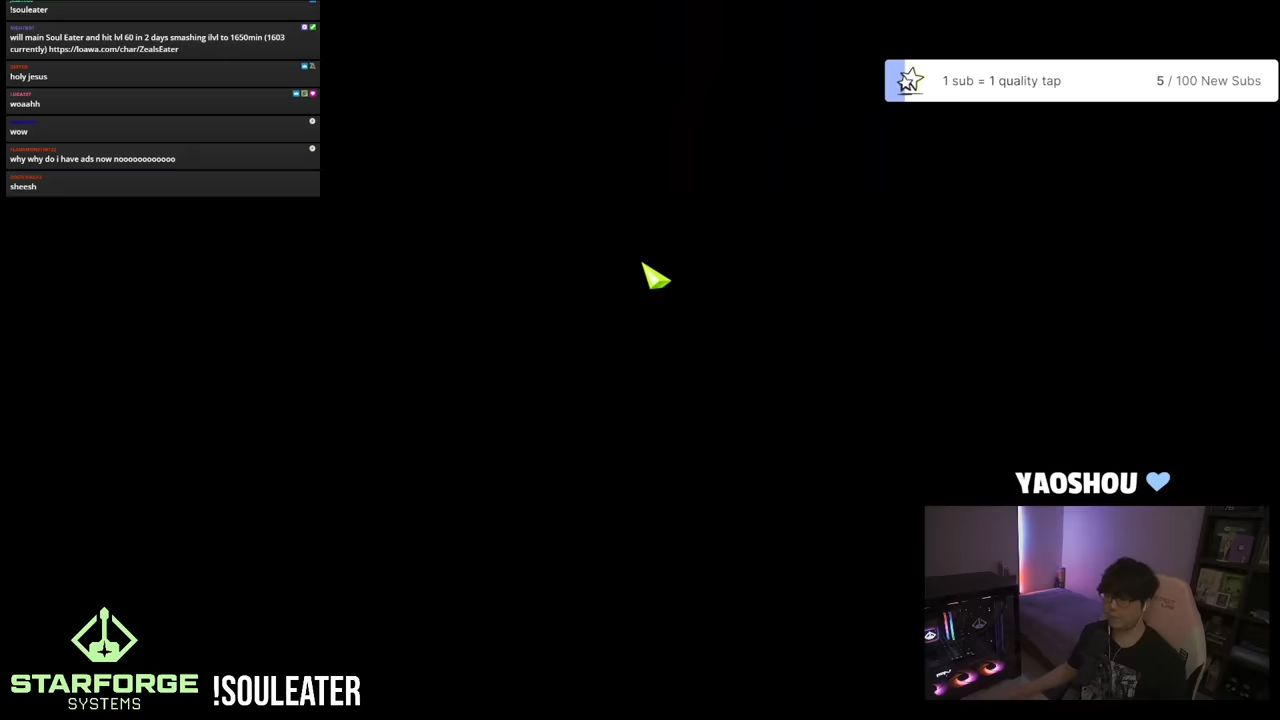 !souleater
will main Soul Eater and hit lvl 60 in 2 days smashing ilvl to 1650min (1603
currently) https://loawa.com/char/ZealsEater
holy jesus
woaahh
wow
why why do i have ads now noooooooooooo
sheesh
1 sub = 1 quality tap
5 / 100 New Subs
YAOSHOU
STARFORGE
SYSTEMS
!SOULEATER